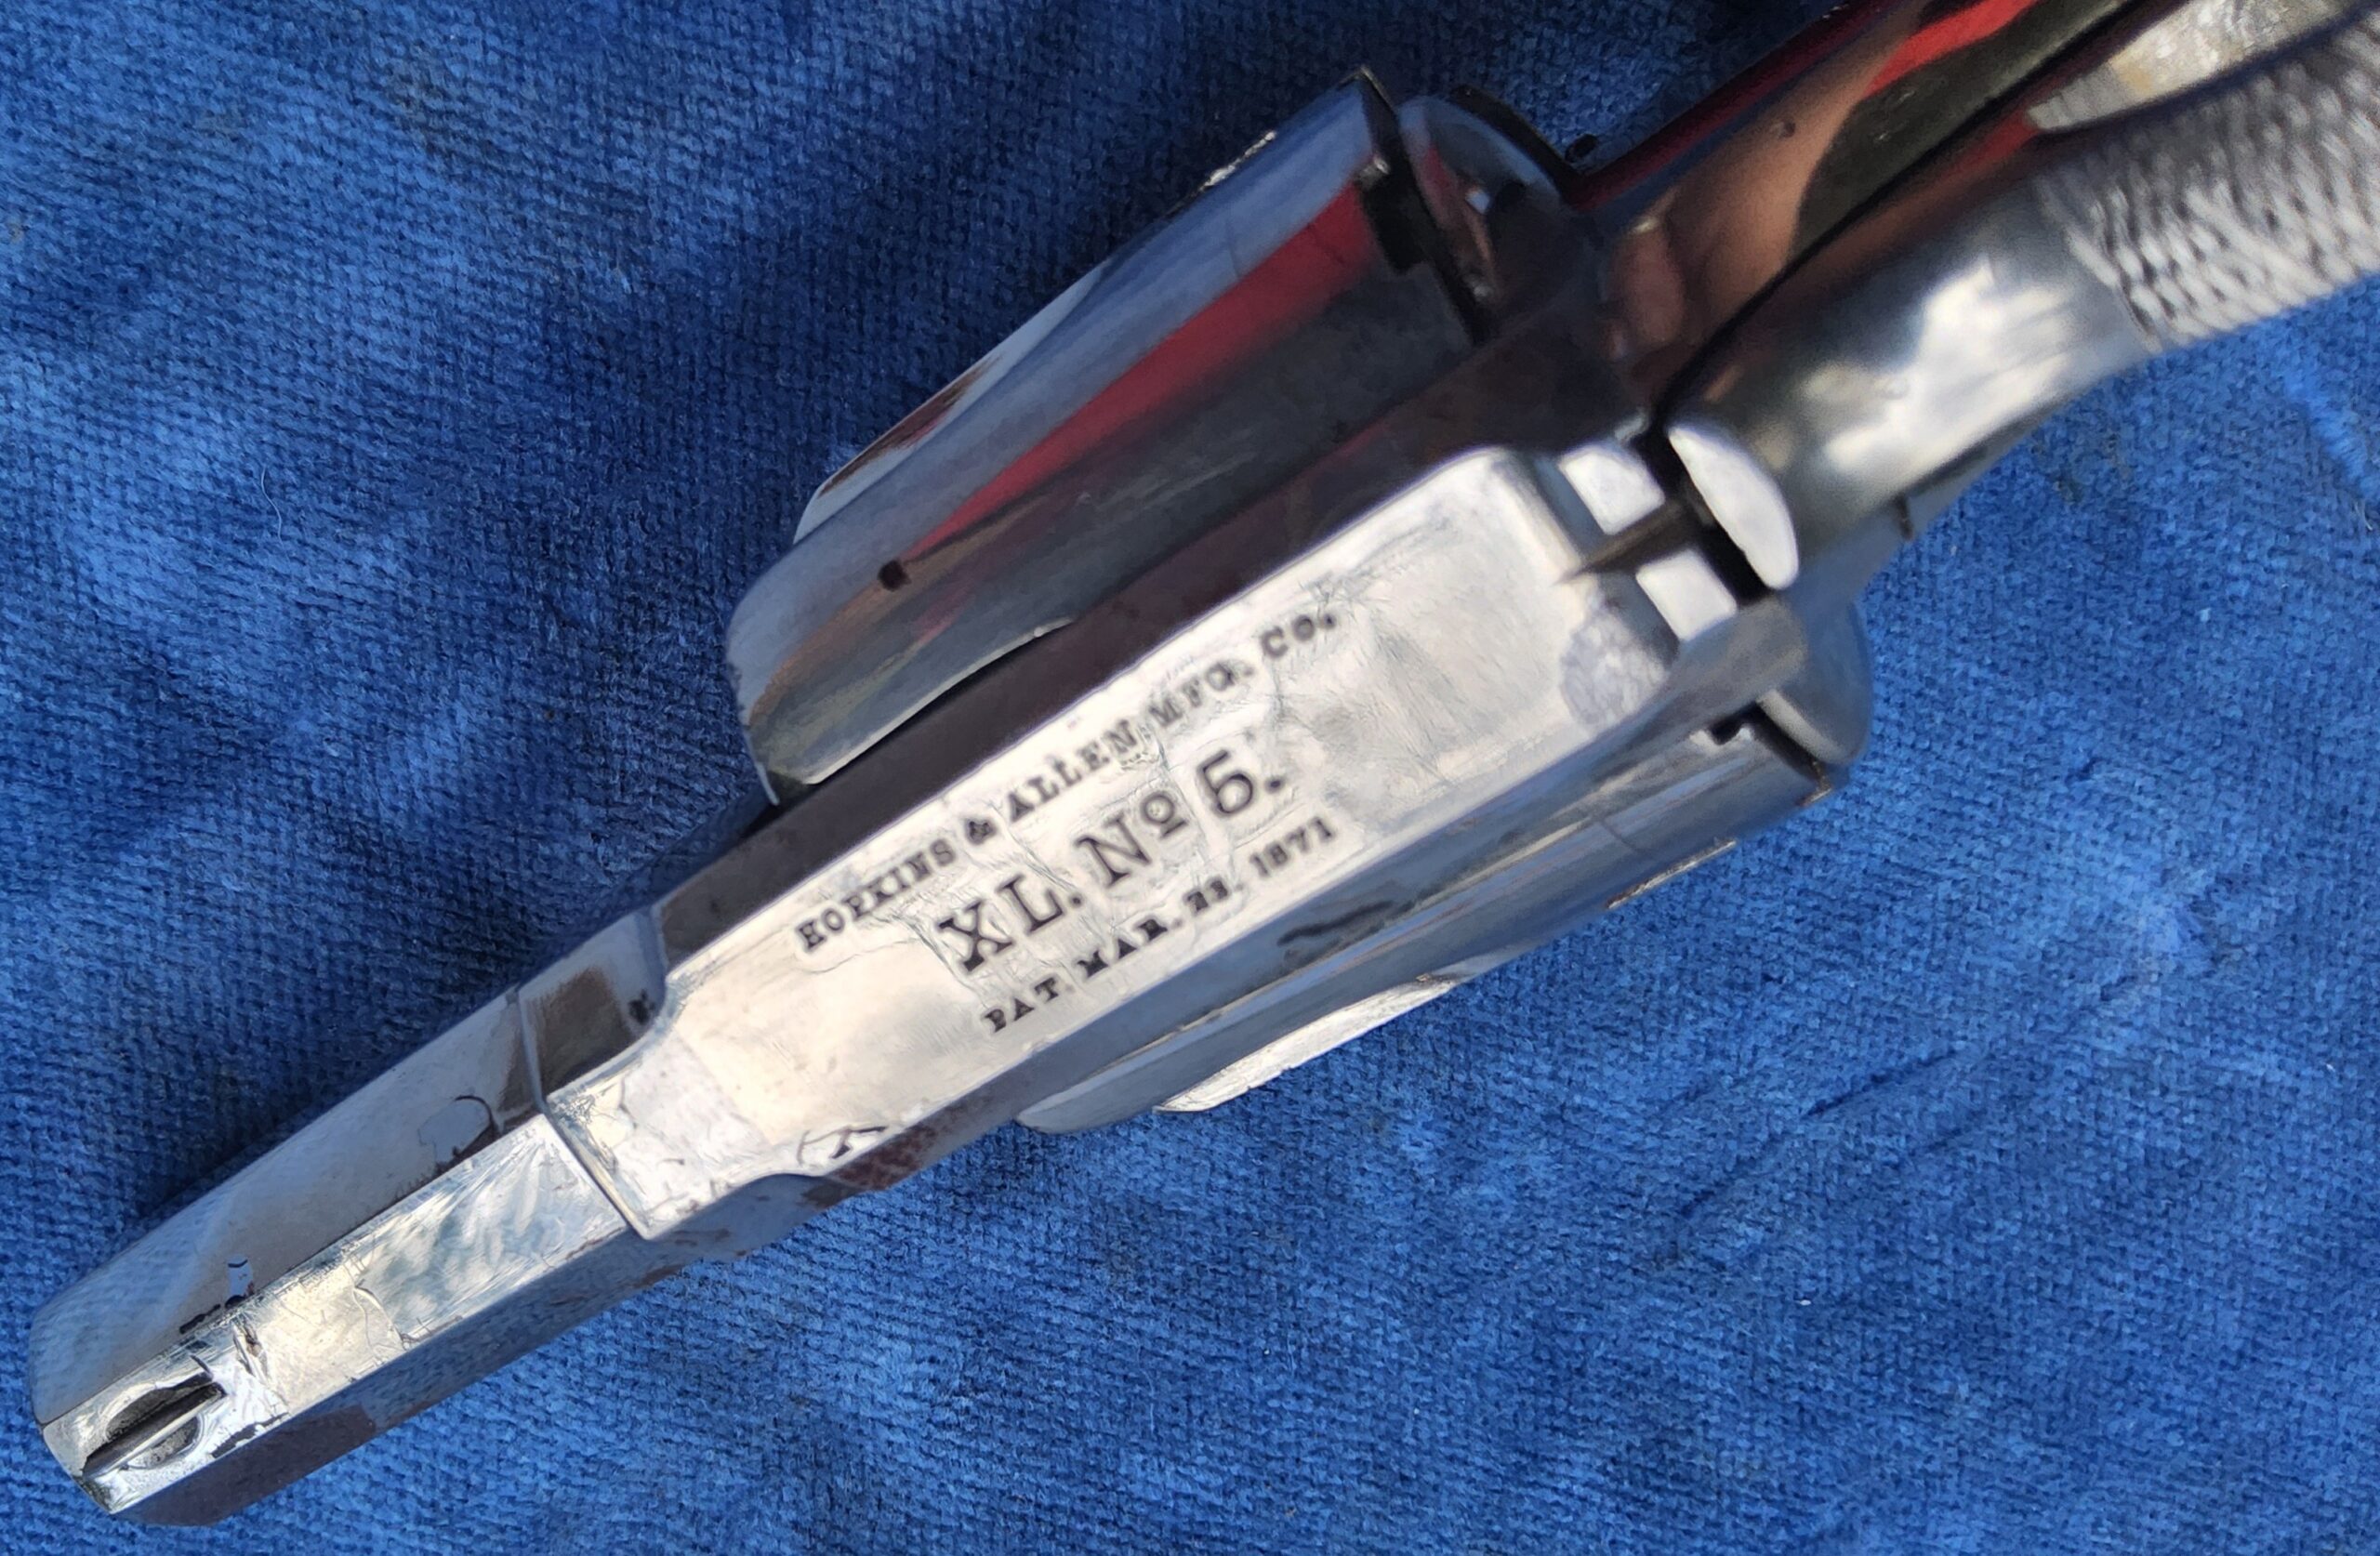 HOPKINS & ALLEN MFG. CO.
XL. Nº 5.
PAT. MAR. 28. 1871